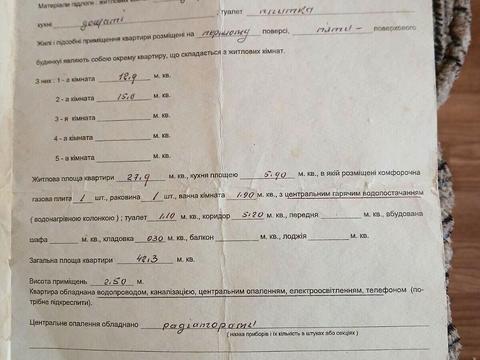 Матеріали підлоги : житлових кімнат
кухні дощаті , туалет плитка
Жилі і підсобні приміщення квартири розміщені на першому поверсі, п'яти- поверхового
будинку являють собою окрему квартиру, що складається з житлових кімнат.
З них : 1 - а кімната 12.9 м. кв.
2 - а кімната 15.0 м. кв.
3 - я кімната м. кв.
4 - а кімната м. кв.
5 - а кімната м. кв.
Житлова площа квартири 27.9 м. кв., кухня площею 5.90 м. кв., в якій розміщені комфорочна
газова плита 1 шт., раковина 1 шт., ванна кімната 1.90 м. кв., з центральним гарячим водопостачанням
( водонагрівною колонкою ) ; туалет 1.10 м. кв., коридор 5.20 м. кв., передня м. кв., вбудована
шафа м. кв., кладовка 0.30 м. кв., балкон м. кв., лоджія м. кв.
Загальна площа квартири 42.3 м. кв.
Висота приміщень 2.50 м.
Квартира обладнана водопроводом, каналізацією, центральним опаленням, електроосвітленням, телефоном (по-
трібне підкреслити).
Центральне опалення обладнано радіаторами
( назва приборів і їх кількість в штуках або секціях )